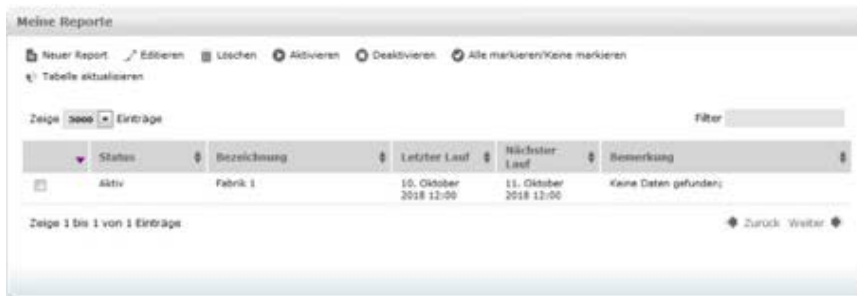 Meine Reporte
Neuer Report Editieren Löschen Aktivieren Deaktivieren Alle markieren/Keine markieren
Tabelle aktualisieren
Zeige 5000 Einträge Filter
Status Bezeichnung Letzter Lauf Nächster Lauf Bemerkung
Aktiv Fabrik 1 10. Oktober 2018 12:00 11. Oktober 2018 12:00 Keine Daten gefunden;
Zeige 1 bis 1 von 1 Einträge Zurück Weiter